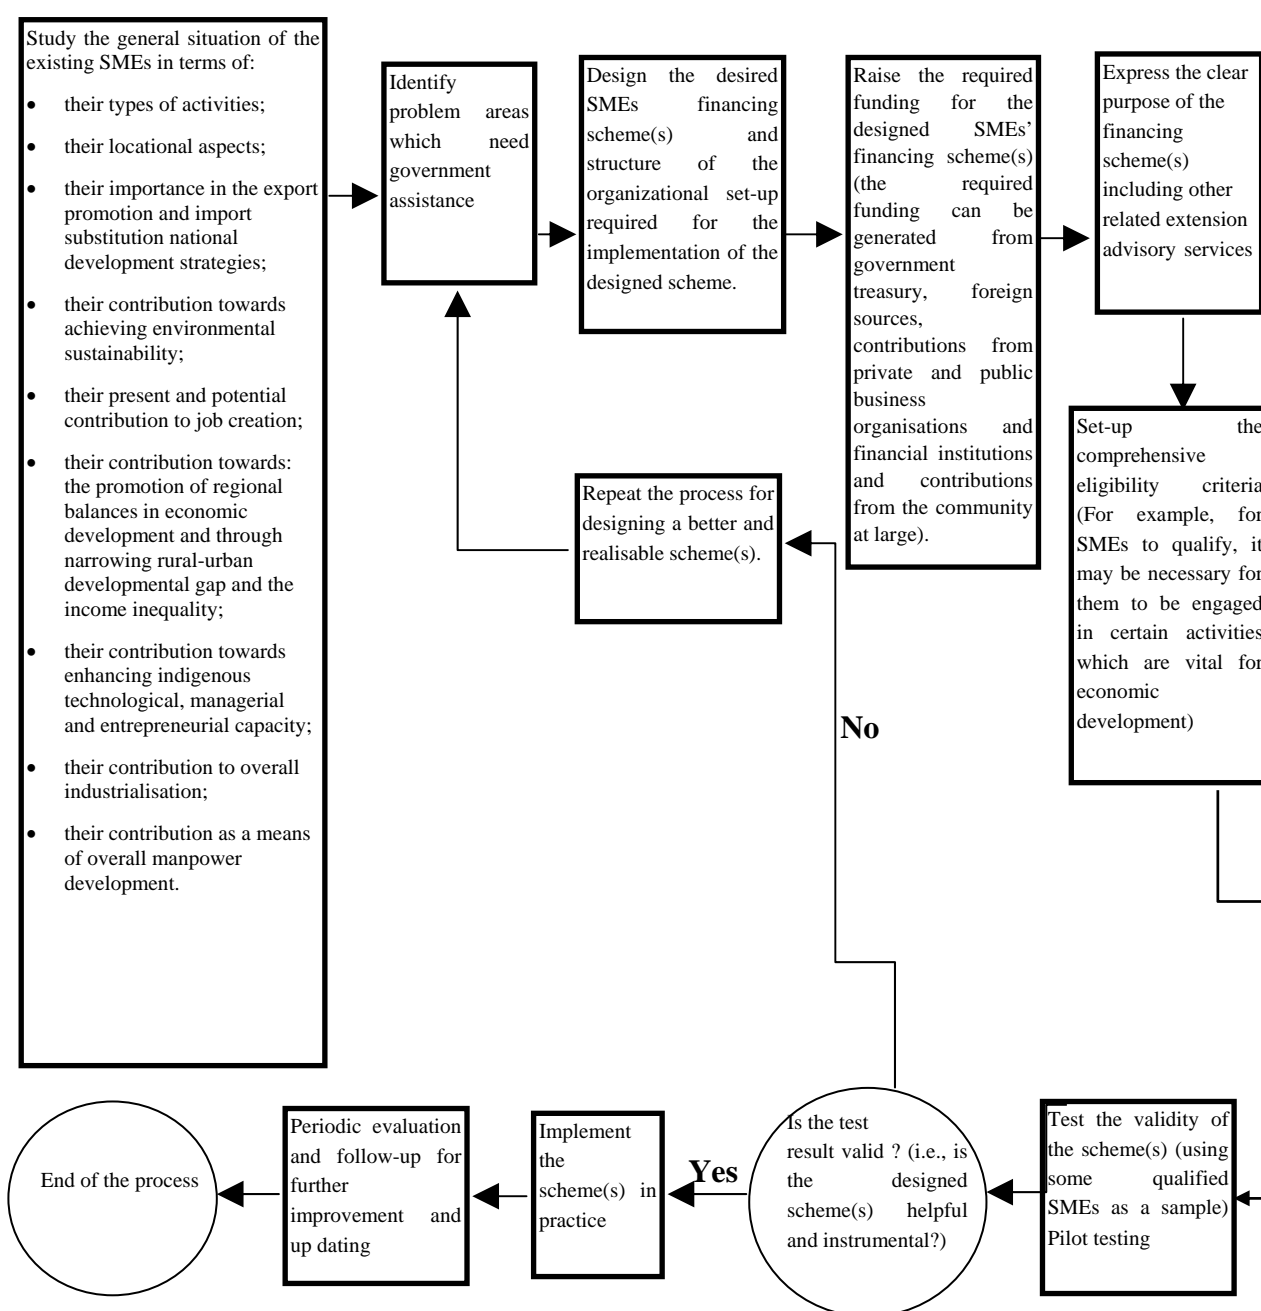 Study the general situation of the
existing SMEs in terms of:
• their types of activities;
• their locational aspects;
• their importance in the export
promotion and import
substitution national
development strategies;
• their contribution towards
achieving environmental
sustainability;
• their present and potential
contribution to job creation;
• their contribution towards:
the promotion of regional
balances in economic
development and through
narrowing rural-urban
developmental gap and the
income inequality;
• their contribution towards
enhancing indigenous
technological, managerial
and entrepreneurial capacity;
• their contribution to overall
industrialisation;
• their contribution as a means
of overall manpower
development.
Identify
problem areas
which need
government
assistance
Design the desired
SMEs financing
scheme(s) and
structure of the
organizational set-up
required for the
implementation of the
designed scheme.
Raise the required
funding for the
designed SMEs’
financing scheme(s)
(the required
funding can be
generated from
government
treasury, foreign
sources,
contributions from
private and public
business
organisations and
financial institutions
and contributions
from the community
at large).
Express the clear
purpose of the
financing
scheme(s)
including other
related extension
advisory services
Set-up the
comprehensive
eligibility criteria
(For example, for
SMEs to qualify, it
may be necessary for
them to be engaged
in certain activities
which are vital for
economic
development)
Repeat the process for
designing a better and
realisable scheme(s).
No
Test the validity of
the scheme(s) (using
some qualified
SMEs as a sample)
Pilot testing
Is the test
result valid ? (i.e., is
the designed
scheme(s) helpful
and instrumental?)
Yes
Implement
the
scheme(s) in
practice
Periodic evaluation
and follow-up for
further
improvement and
up dating
End of the process